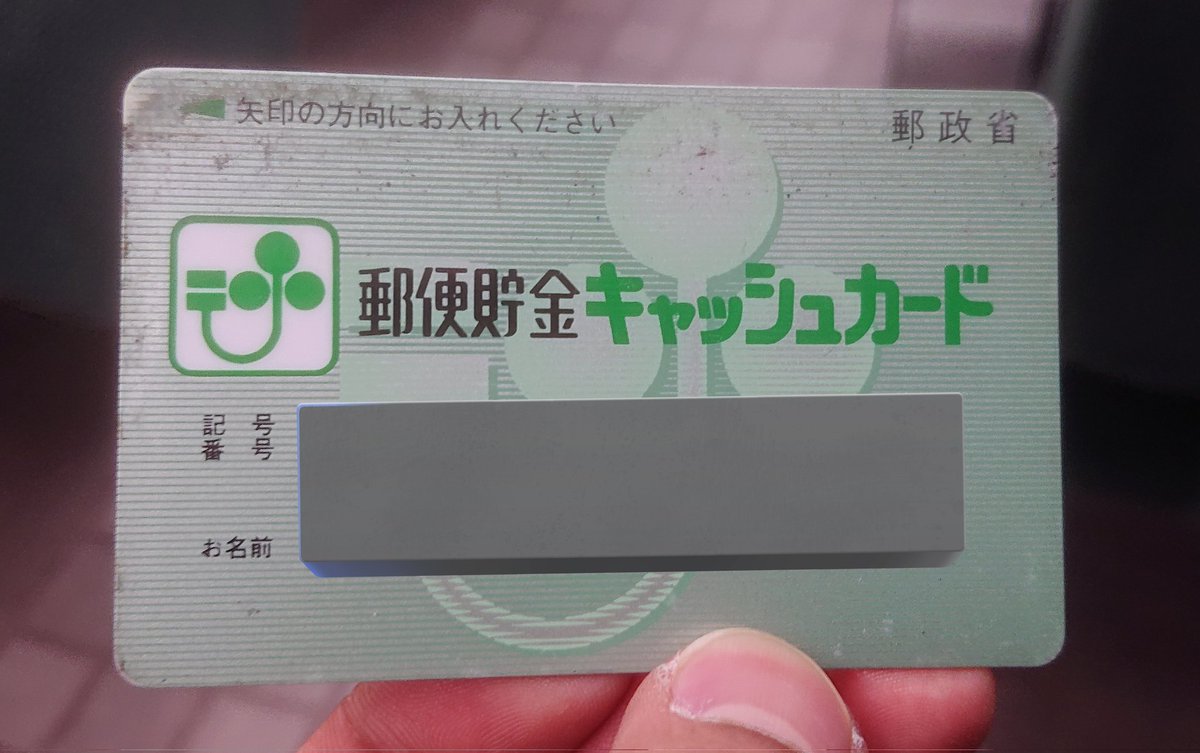 矢印の方向にお入れください
郵政省
郵便貯金キャッシュカード
記号
番号
お名前